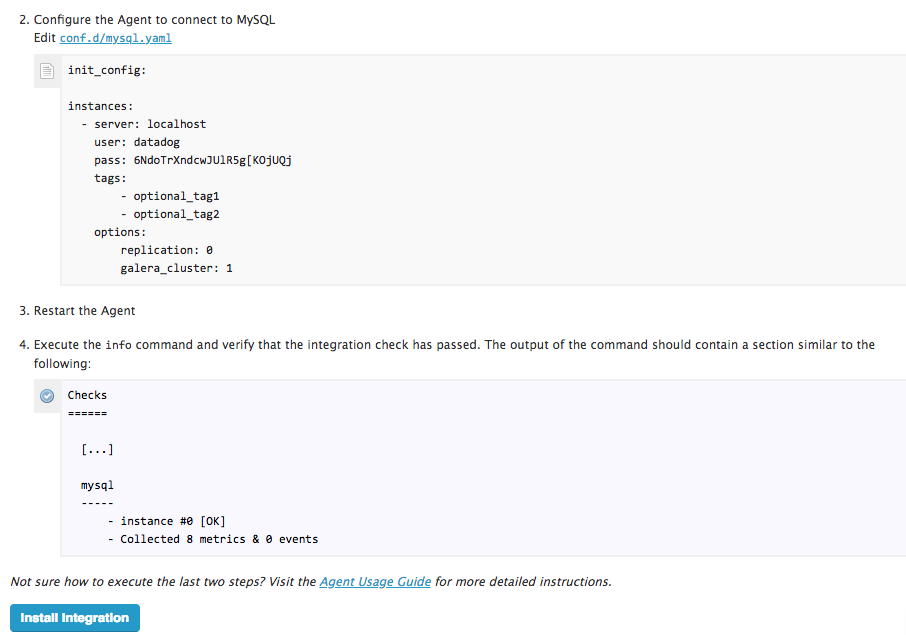 2. Configure the Agent to connect to MySQL
Edit conf.d/mysql.yaml
init_config:
instances:
- server: localhost
user: datadog
pass: 6NdoTrXndcwJUlR5g[KOjUQj
tags:
- optional_tag1
- optional_tag2
options:
replication: 0
galera_cluster: 1
3. Restart the Agent
4. Execute the info command and verify that the integration check has passed. The output of the command should contain a section similar to the
following:
Checks
======
[...]
mysql
-----
- instance #0 [OK]
- Collected 8 metrics & 0 events
Not sure how to execute the last two steps? Visit the Agent Usage Guide for more detailed instructions.
Install Integration